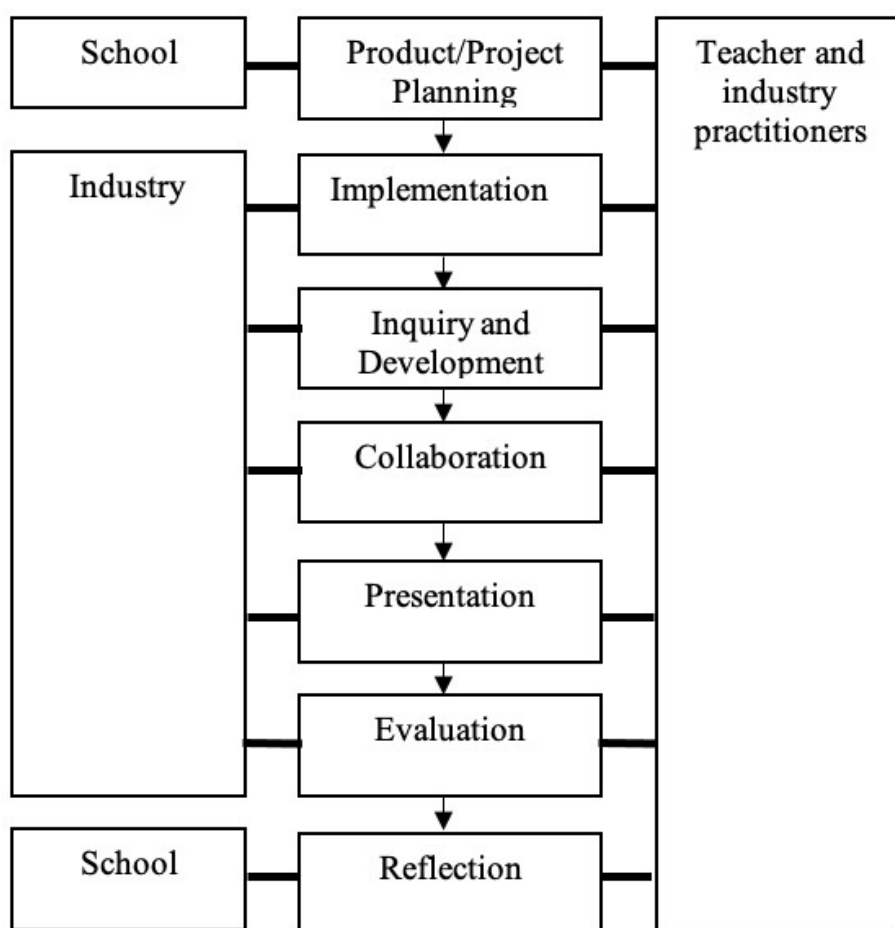 School
Product/Project
Planning
Teacher and
industry
practitioners
Industry
Implementation
Inquiry and
Development
Collaboration
Presentation
Evaluation
School
Reflection